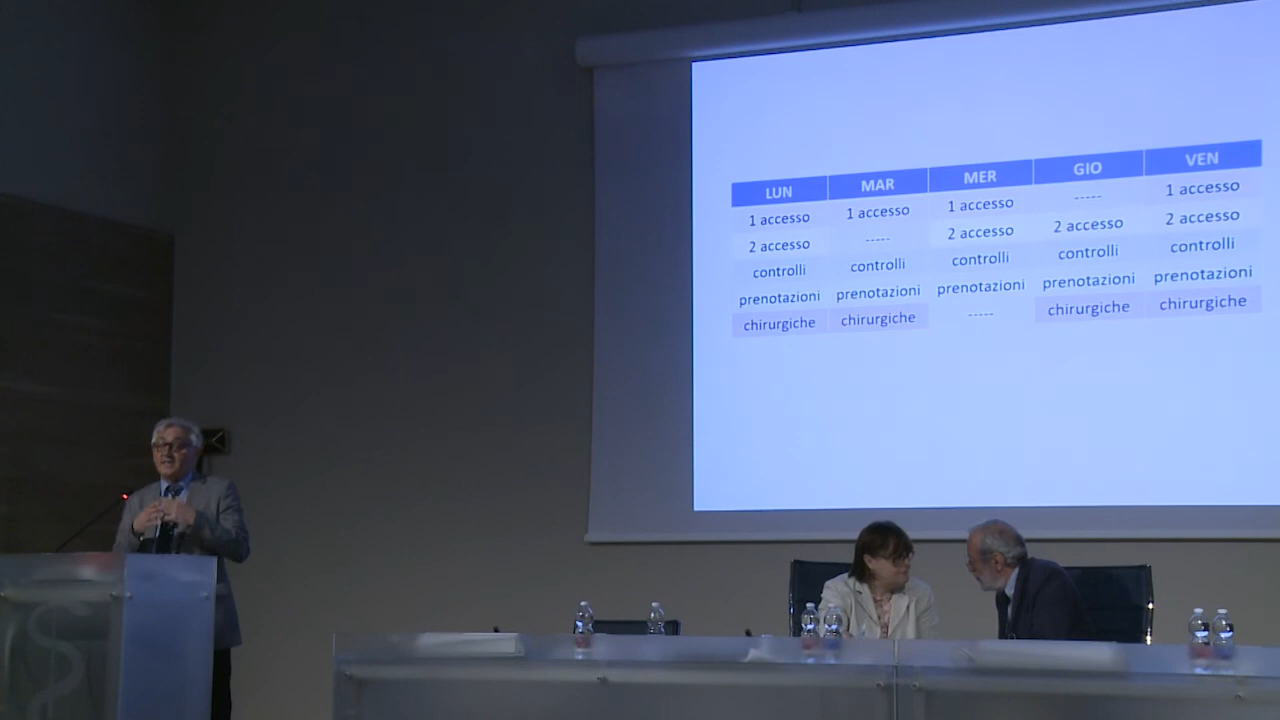 LUN MAR MER GIO VEN
1 accesso 1 accesso 1 accesso ----- 1 accesso
2 accesso ----- 2 accesso 2 accesso 2 accesso
controlli controlli controlli controlli controlli
prenotazioni prenotazioni prenotazioni prenotazioni prenotazioni
chirurgiche chirurgiche ----- chirurgiche chirurgiche